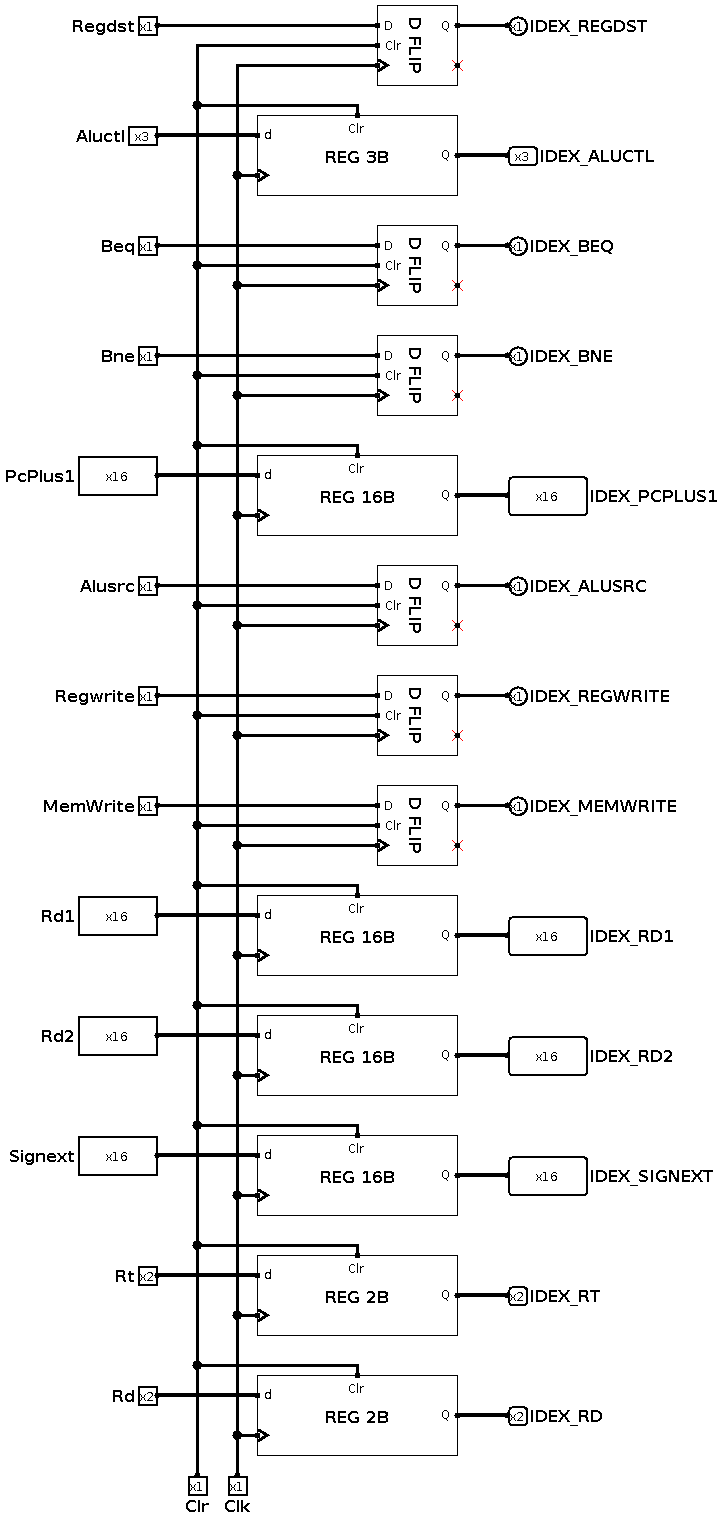 Regdst x1 D Q x1 IDEX_REGDST
Clr
D FLIP
Clr
Aluctl x3 d REG 3B Q x3 IDEX_ALUCTL
Beq x1 D Q x1 IDEX_BEQ
Clr
D FLIP
Bne x1 D Q x1 IDEX_BNE
Clr
D FLIP
Clr
PcPlus1 x16 d REG 16B Q x16 IDEX_PCPLUS1
Alusrc x1 D Q x1 IDEX_ALUSRC
Clr
D FLIP
Regwrite x1 D Q x1 IDEX_REGWRITE
Clr
D FLIP
MemWrite x1 D Q x1 IDEX_MEMWRITE
Clr
D FLIP
Clr
Rd1 x16 d REG 16B Q x16 IDEX_RD1
Clr
Rd2 x16 d REG 16B Q x16 IDEX_RD2
Clr
Signext x16 d REG 16B Q x16 IDEX_SIGNEXT
Clr
Rt x2 d REG 2B Q x2 IDEX_RT
Clr
Rd x2 d REG 2B Q x2 IDEX_RD
x1 x1
Clr Clk